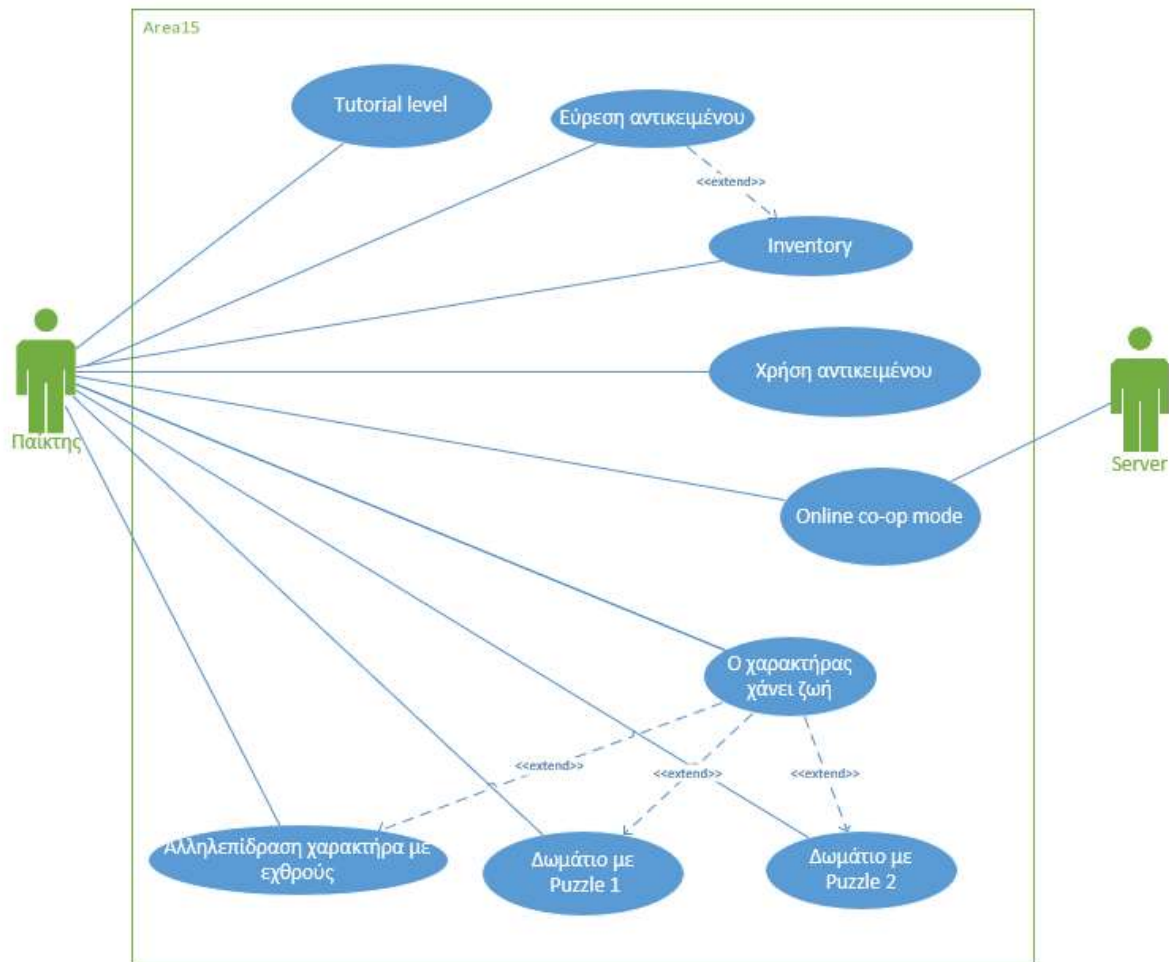 Area15
Tutorial level
Εύρεση αντικειμένου
<<extend>>
Inventory
Χρήση αντικειμένου
Παίκτης
Server
Online co-op mode
Ο χαρακτήρας
χάνει ζωή
<<extend>>
<<extend>>
<<extend>>
Αλληλεπίδραση χαρακτήρα με
εχθρούς
Δωμάτιο με
Puzzle 1
Δωμάτιο με
Puzzle 2